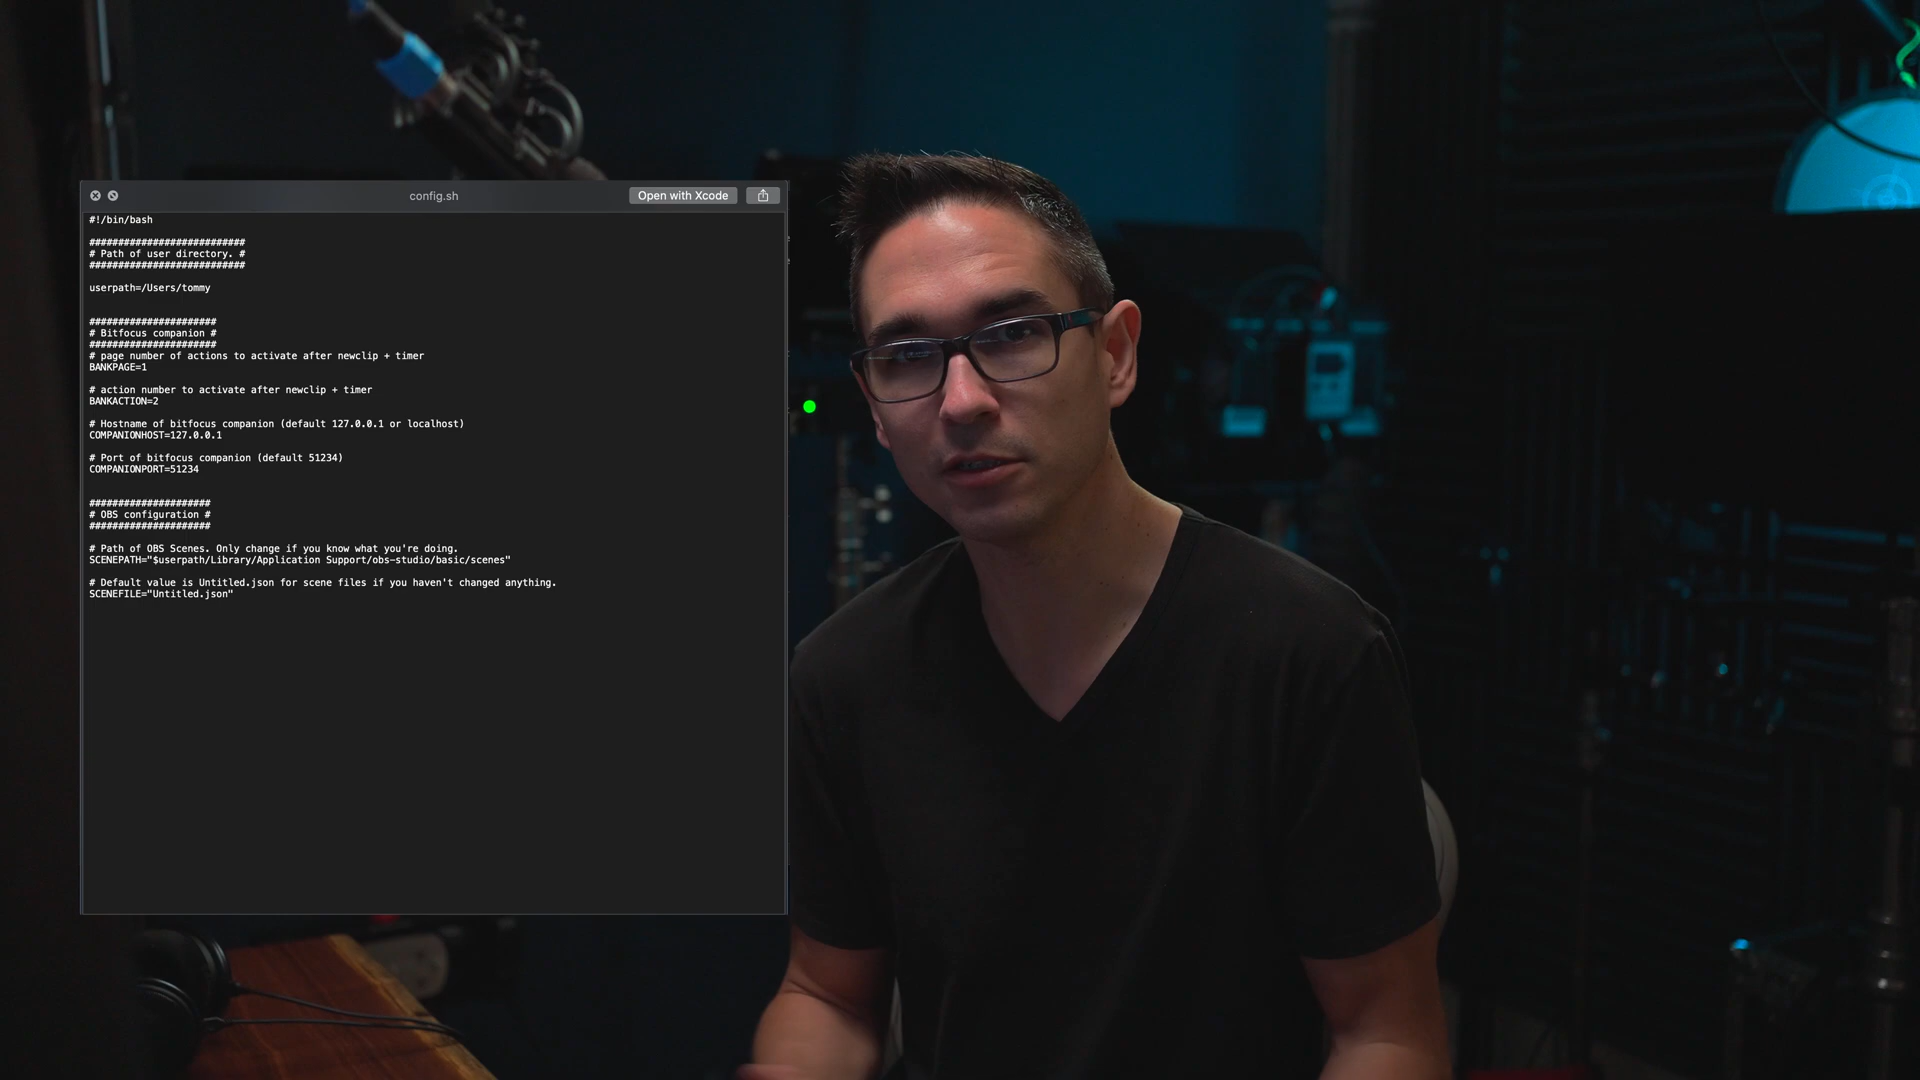 config.sh
Open with Xcode
#!/bin/bash
###########################
# Path of user directory. #
###########################
userpath=/Users/tommy
######################
# Bitfocus companion #
######################
# page number of actions to activate after newclip + timer
BANKPAGE=1
# action number to activate after newclip + timer
BANKACTION=2
# Hostname of bitfocus companion (default 127.0.0.1 or localhost)
COMPANIONHOST=127.0.0.1
# Port of bitfocus companion (default 51234)
COMPANIONPORT=51234
#####################
# OBS configuration #
#####################
# Path of OBS Scenes. Only change if you know what you're doing.
SCENEPATH="$userpath/Library/Application Support/obs-studio/basic/scenes"
# Default value is Untitled.json for scene files if you haven't changed anything.
SCENEFILE="Untitled.json"